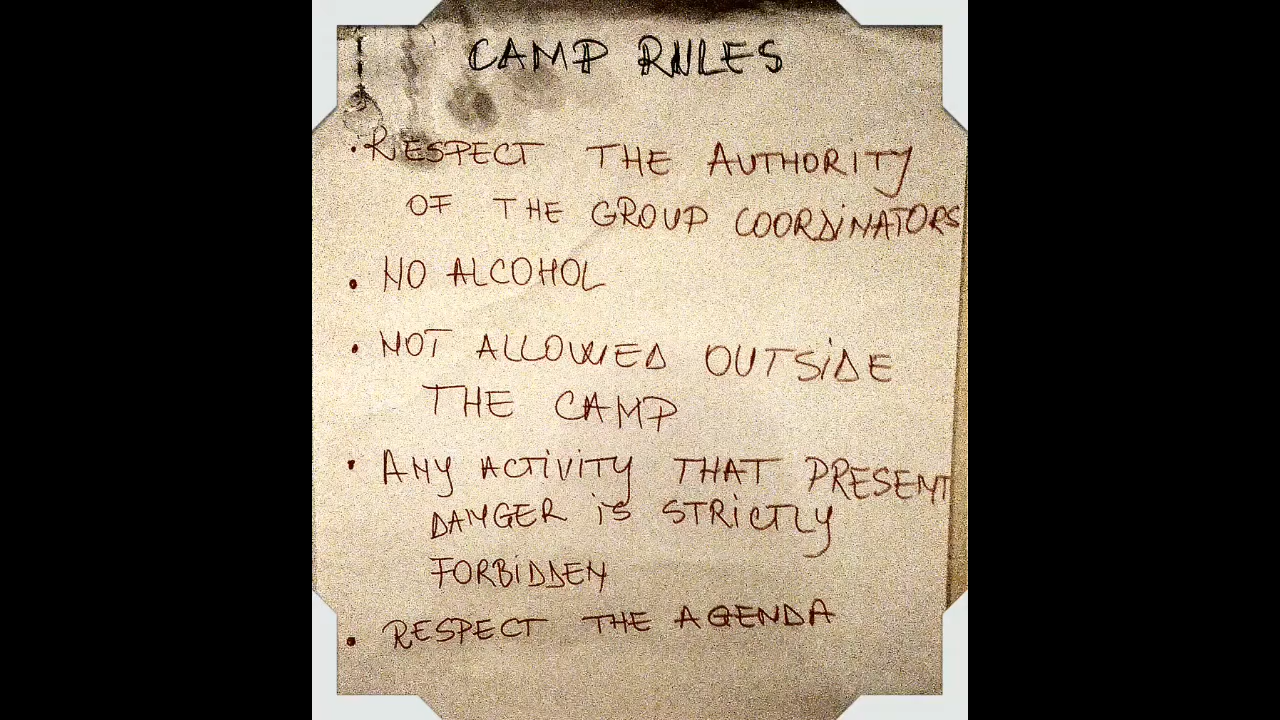 CAMP RULES
· RESPECT THE AUTHORITY
OF THE GROUP COORDINATORS
· NO ALCOHOL
· NOT ALLOWED OUTSIDE
THE CAMP
· ANY ACTIVITY THAT PRESENT
DANGER IS STRICTLY
FORBIDDEN
· RESPECT THE AGENDA